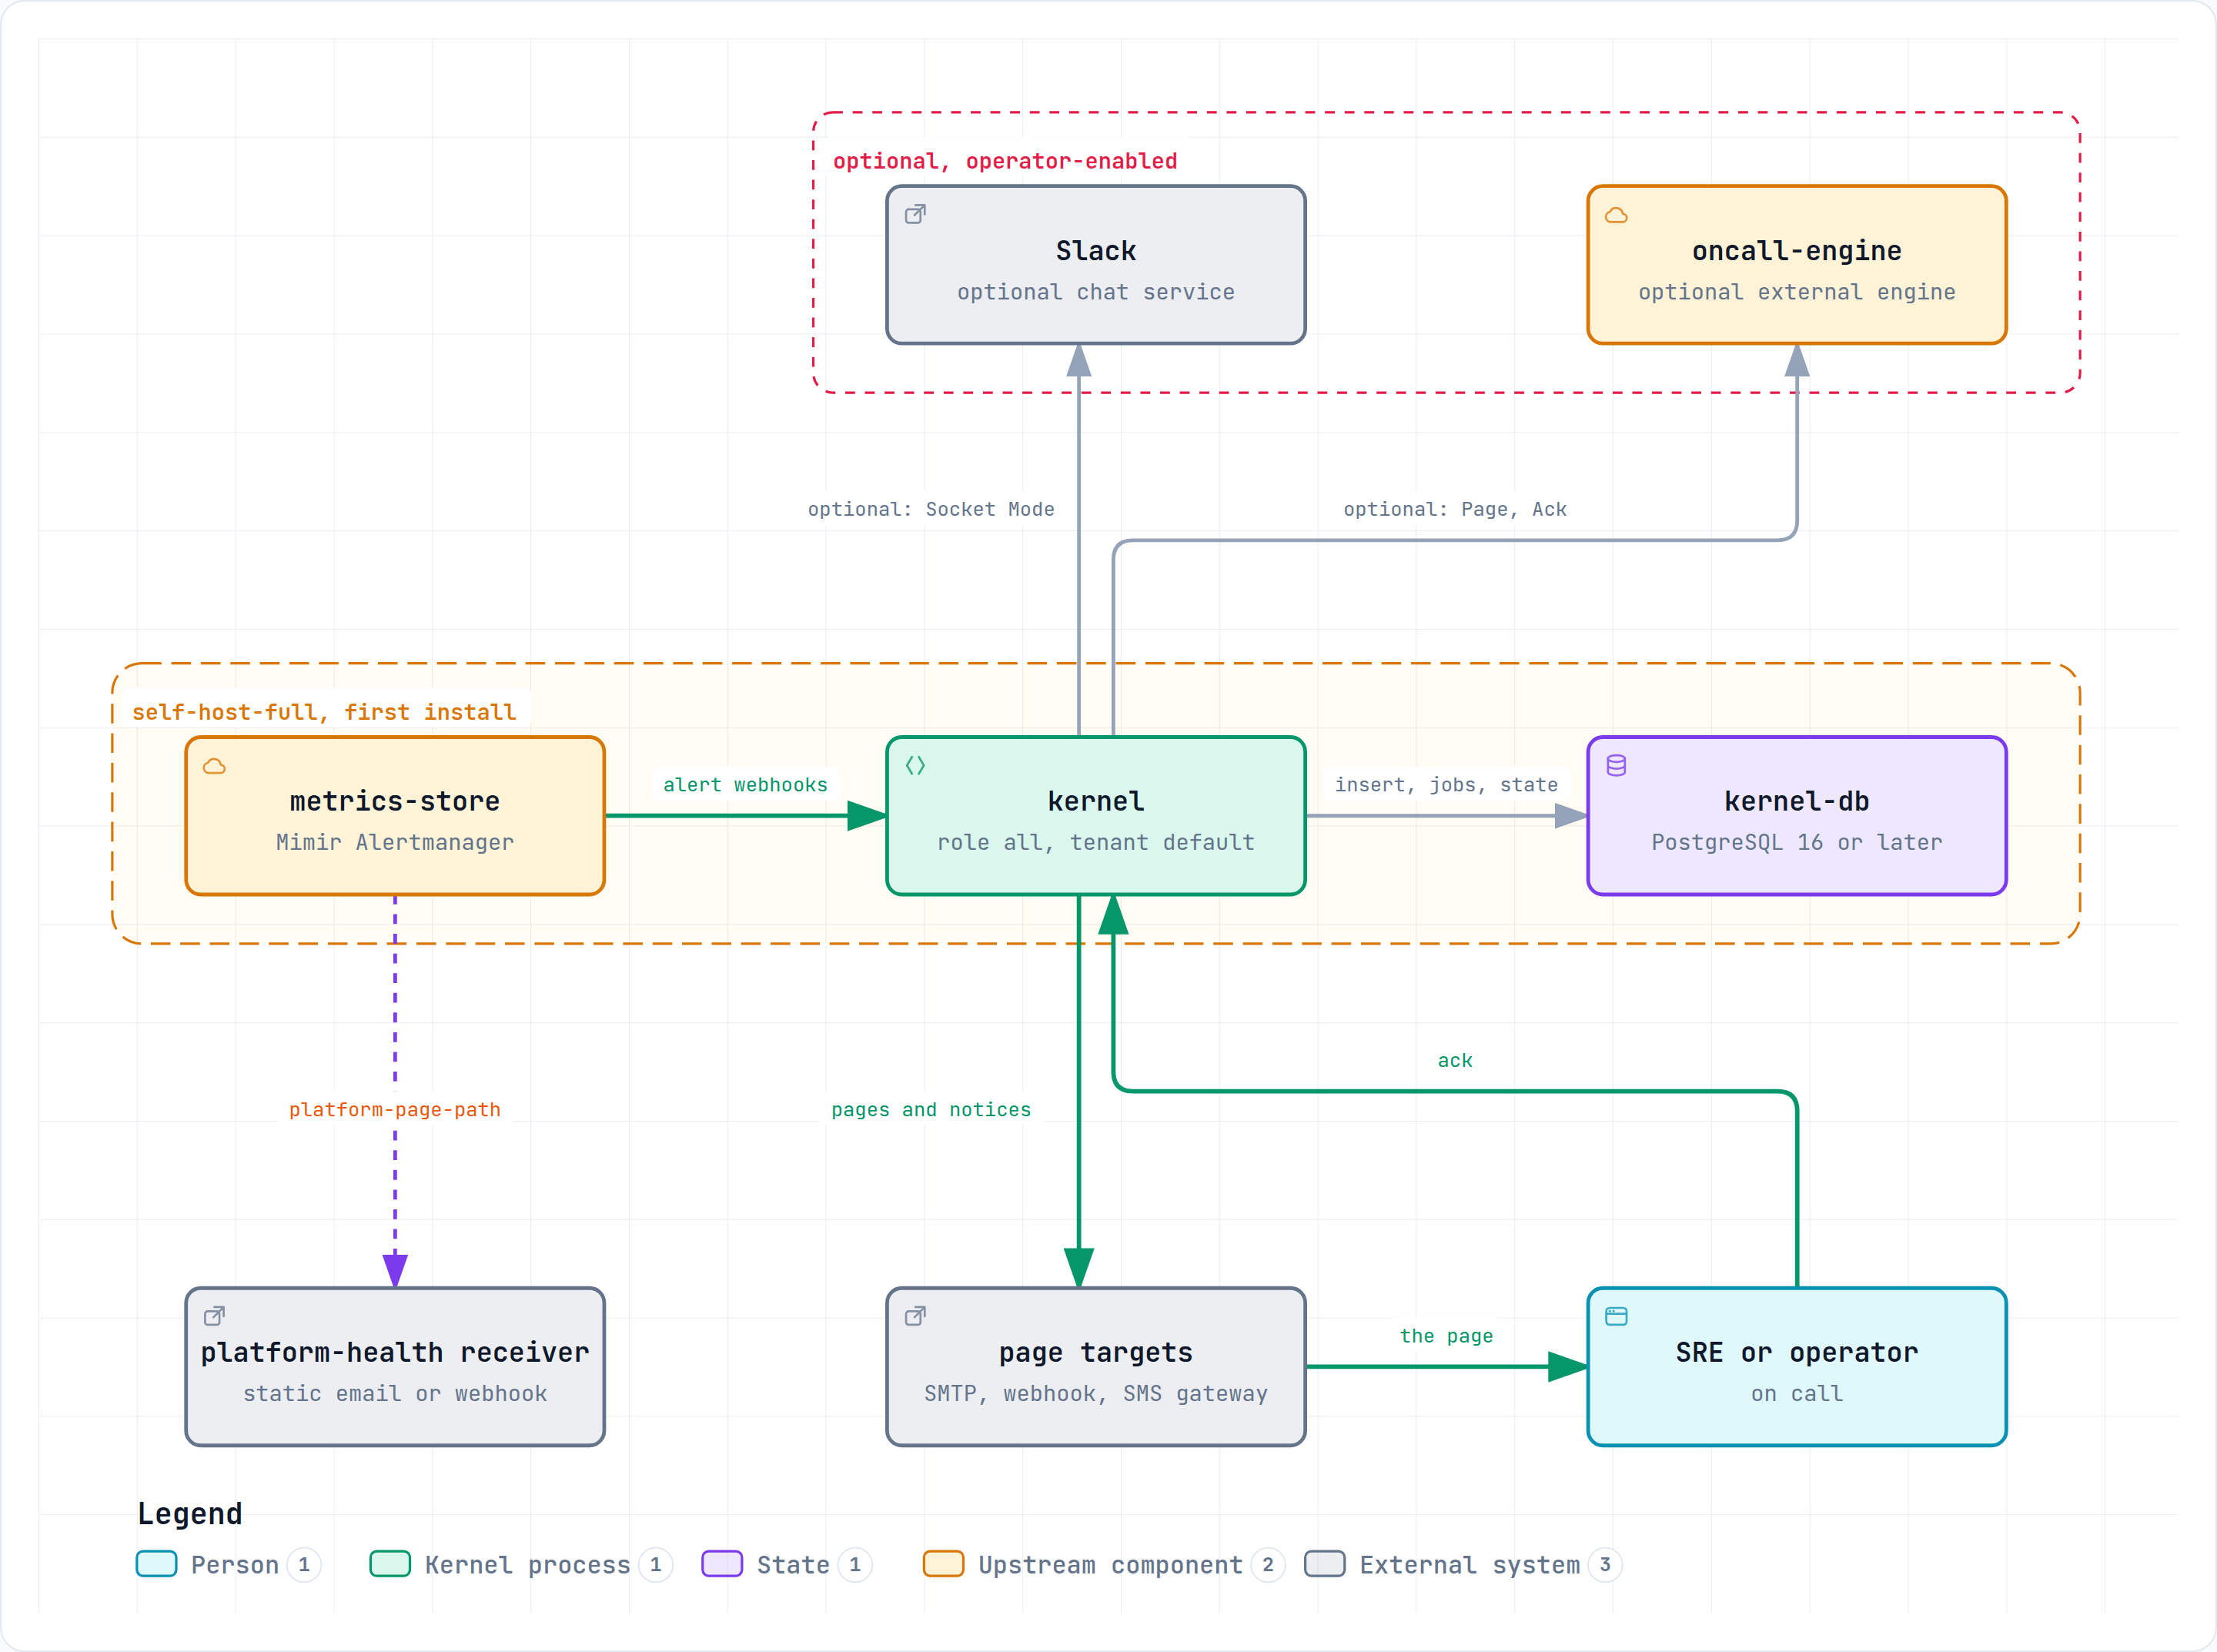 optional, operator-enabled
Slack
optional chat service
oncall-engine
optional external engine
optional: Socket Mode
optional: Page, Ack
self-host-full, first install
metrics-store
Mimir Alertmanager
alert webhooks
kernel
role all, tenant default
insert, jobs, state
kernel-db
PostgreSQL 16 or later
ack
platform-page-path
pages and notices
platform-health receiver
static email or webhook
page targets
SMTP, webhook, SMS gateway
the page
SRE or operator
on call
Legend
Person 1
Kernel process 1
State 1
Upstream component 2
External system 3